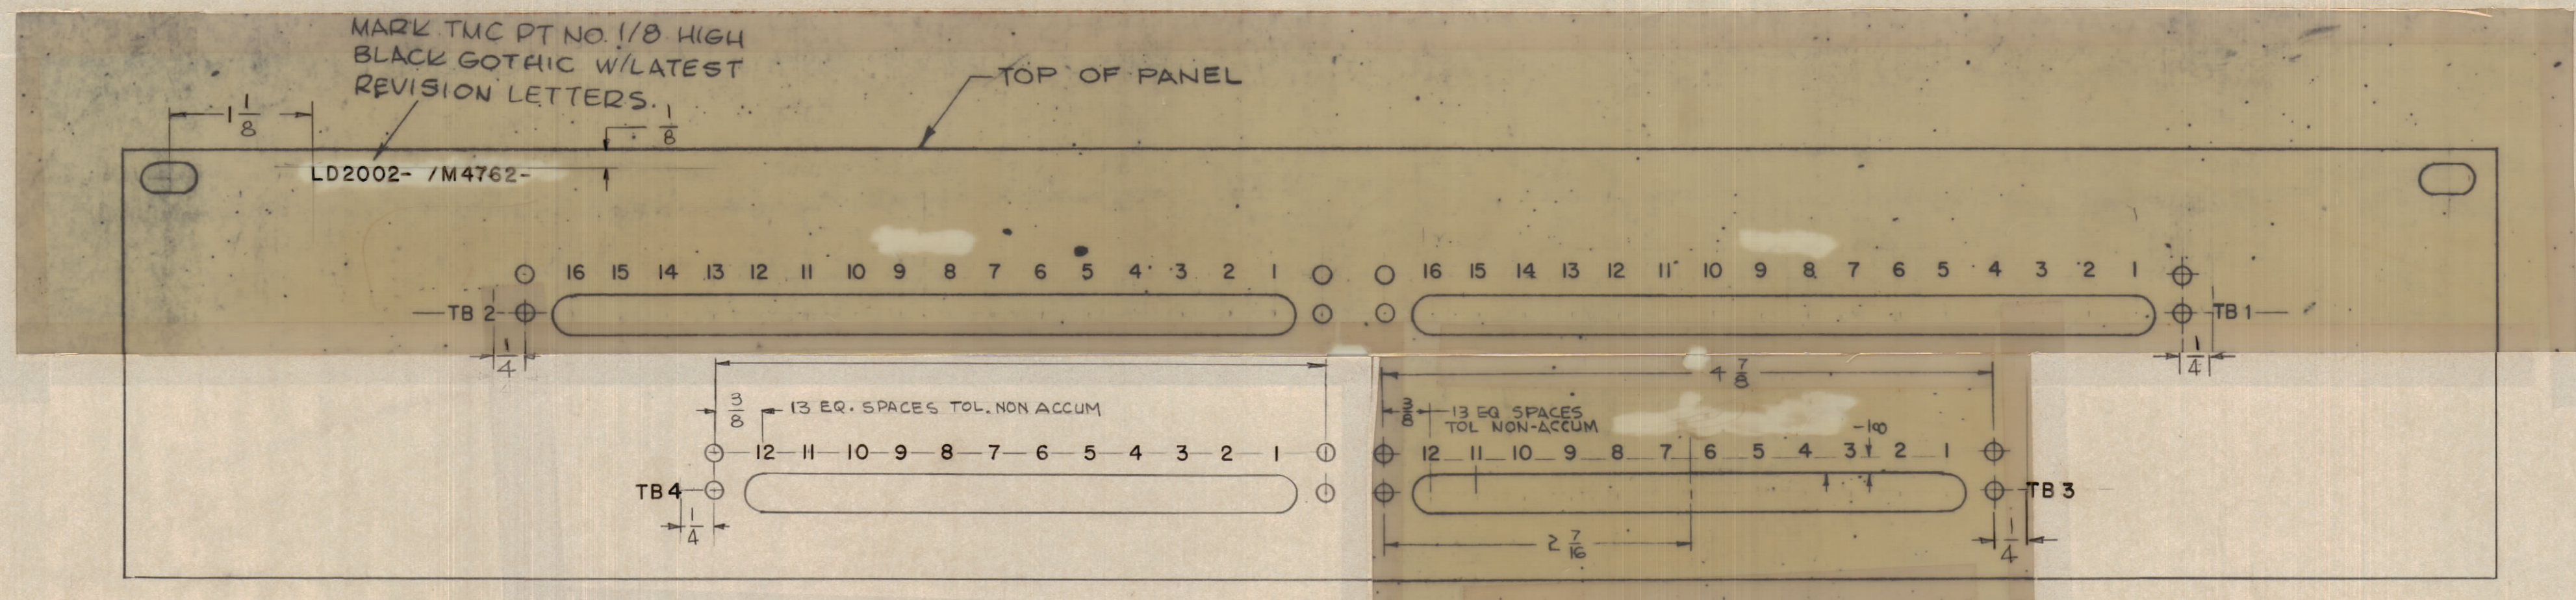 MARK TMC PT NO. 1/8 HIGH
BLACK GOTHIC W/LATEST
REVISION LETTERS.
TOP OF PANEL
1 1/8
1/8
LD2002- /M4762-
16 15 14 13 12 11 10 9 8 7 6 5 4 3 2 1
16 15 14 13 12 11 10 9 8 7 6 5 4 3 2 1
TB 2
TB 1
1/4
1/4
4 7/8
3/8
13 EQ. SPACES TOL. NON ACCUM
3/8
13 EQ SPACES
TOL NON-ACCUM
12 11 10 9 8 7 6 5 4 3 2 1
12 11 10 9 8 7 6 5 4 3 2 1
TB 4
TB 3
1/4
2 7/16
1/4